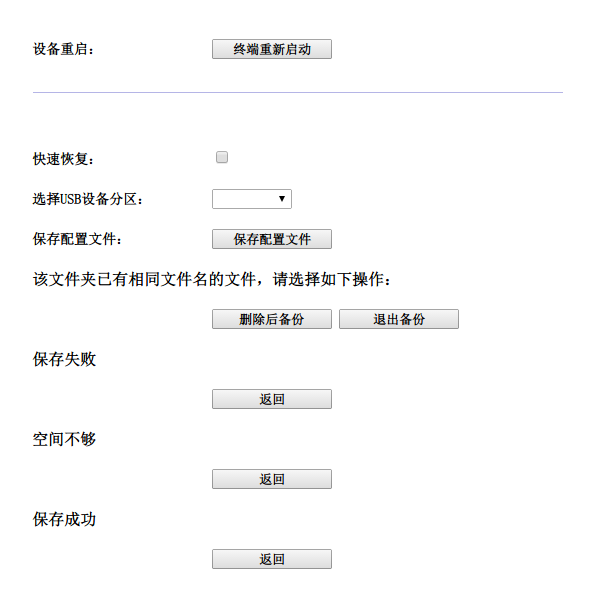 设备重启： 终端重新启动
快速恢复：
选择USB设备分区：
保存配置文件： 保存配置文件
该文件夹已有相同文件名的文件，请选择如下操作：
删除后备份 退出备份
保存失败
返回
空间不够
返回
保存成功
返回